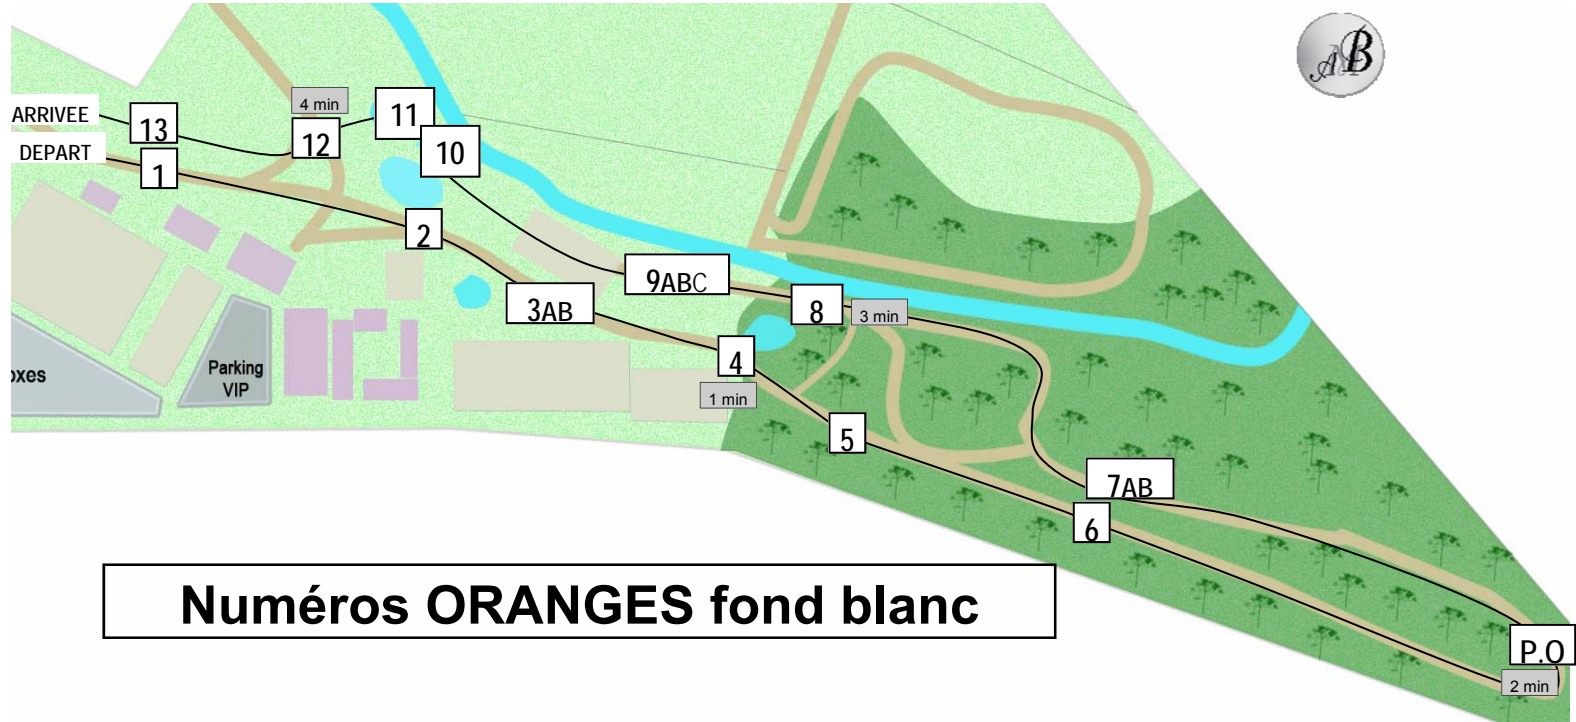 ARRIVEE
13
4 min
12
11
10
DEPART
1
2
9ABC
3AB
8
3 min
4
1 min
oxes
Parking
VIP
5
7AB
6
Numéros ORANGES fond blanc
P.O
2 min